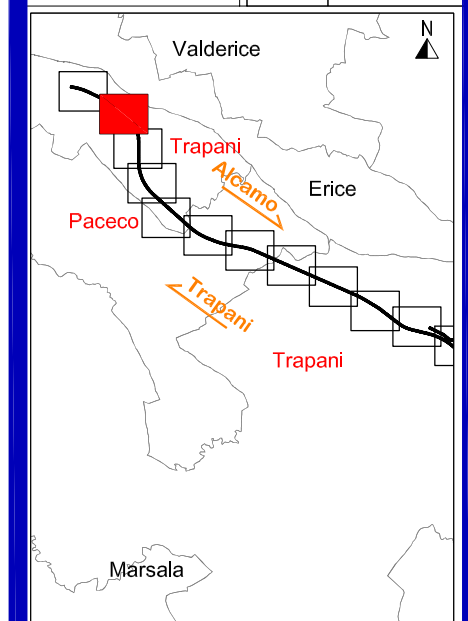 N
Valderice
Trapani
Alcamo
Erice
Paceco
Trapani
Trapani
Marsala